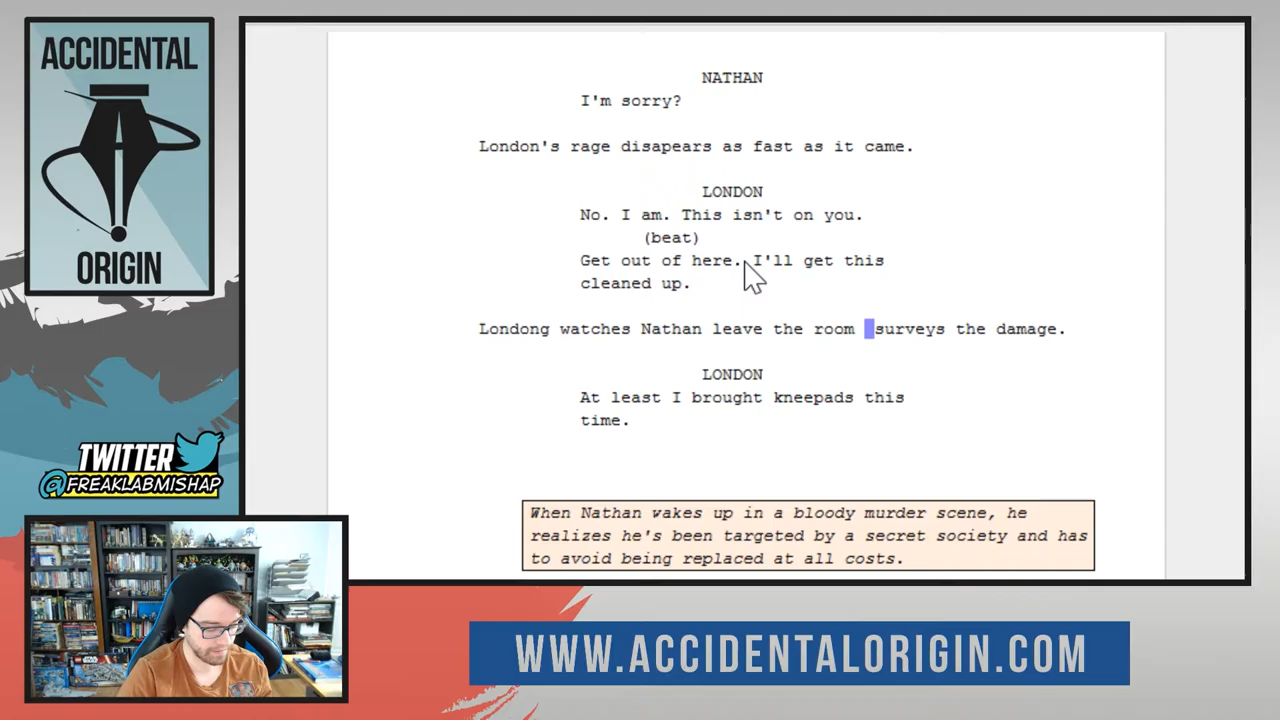 ACCIDENTAL
ORIGIN
NATHAN
I'm sorry?
London's rage disapears as fast as it came.
LONDON
No. I am. This isn't on you.
(beat)
Get out of here. I'll get this
cleaned up.
Londong watches Nathan leave the room surveys the damage.
LONDON
At least I brought kneepads this
time.
When Nathan wakes up in a bloody murder scene, he
realizes he's been targeted by a secret society and has
to avoid being replaced at all costs.
TWITTER
@FREAKLABMISHAP
WWW.ACCIDENTALORIGIN.COM